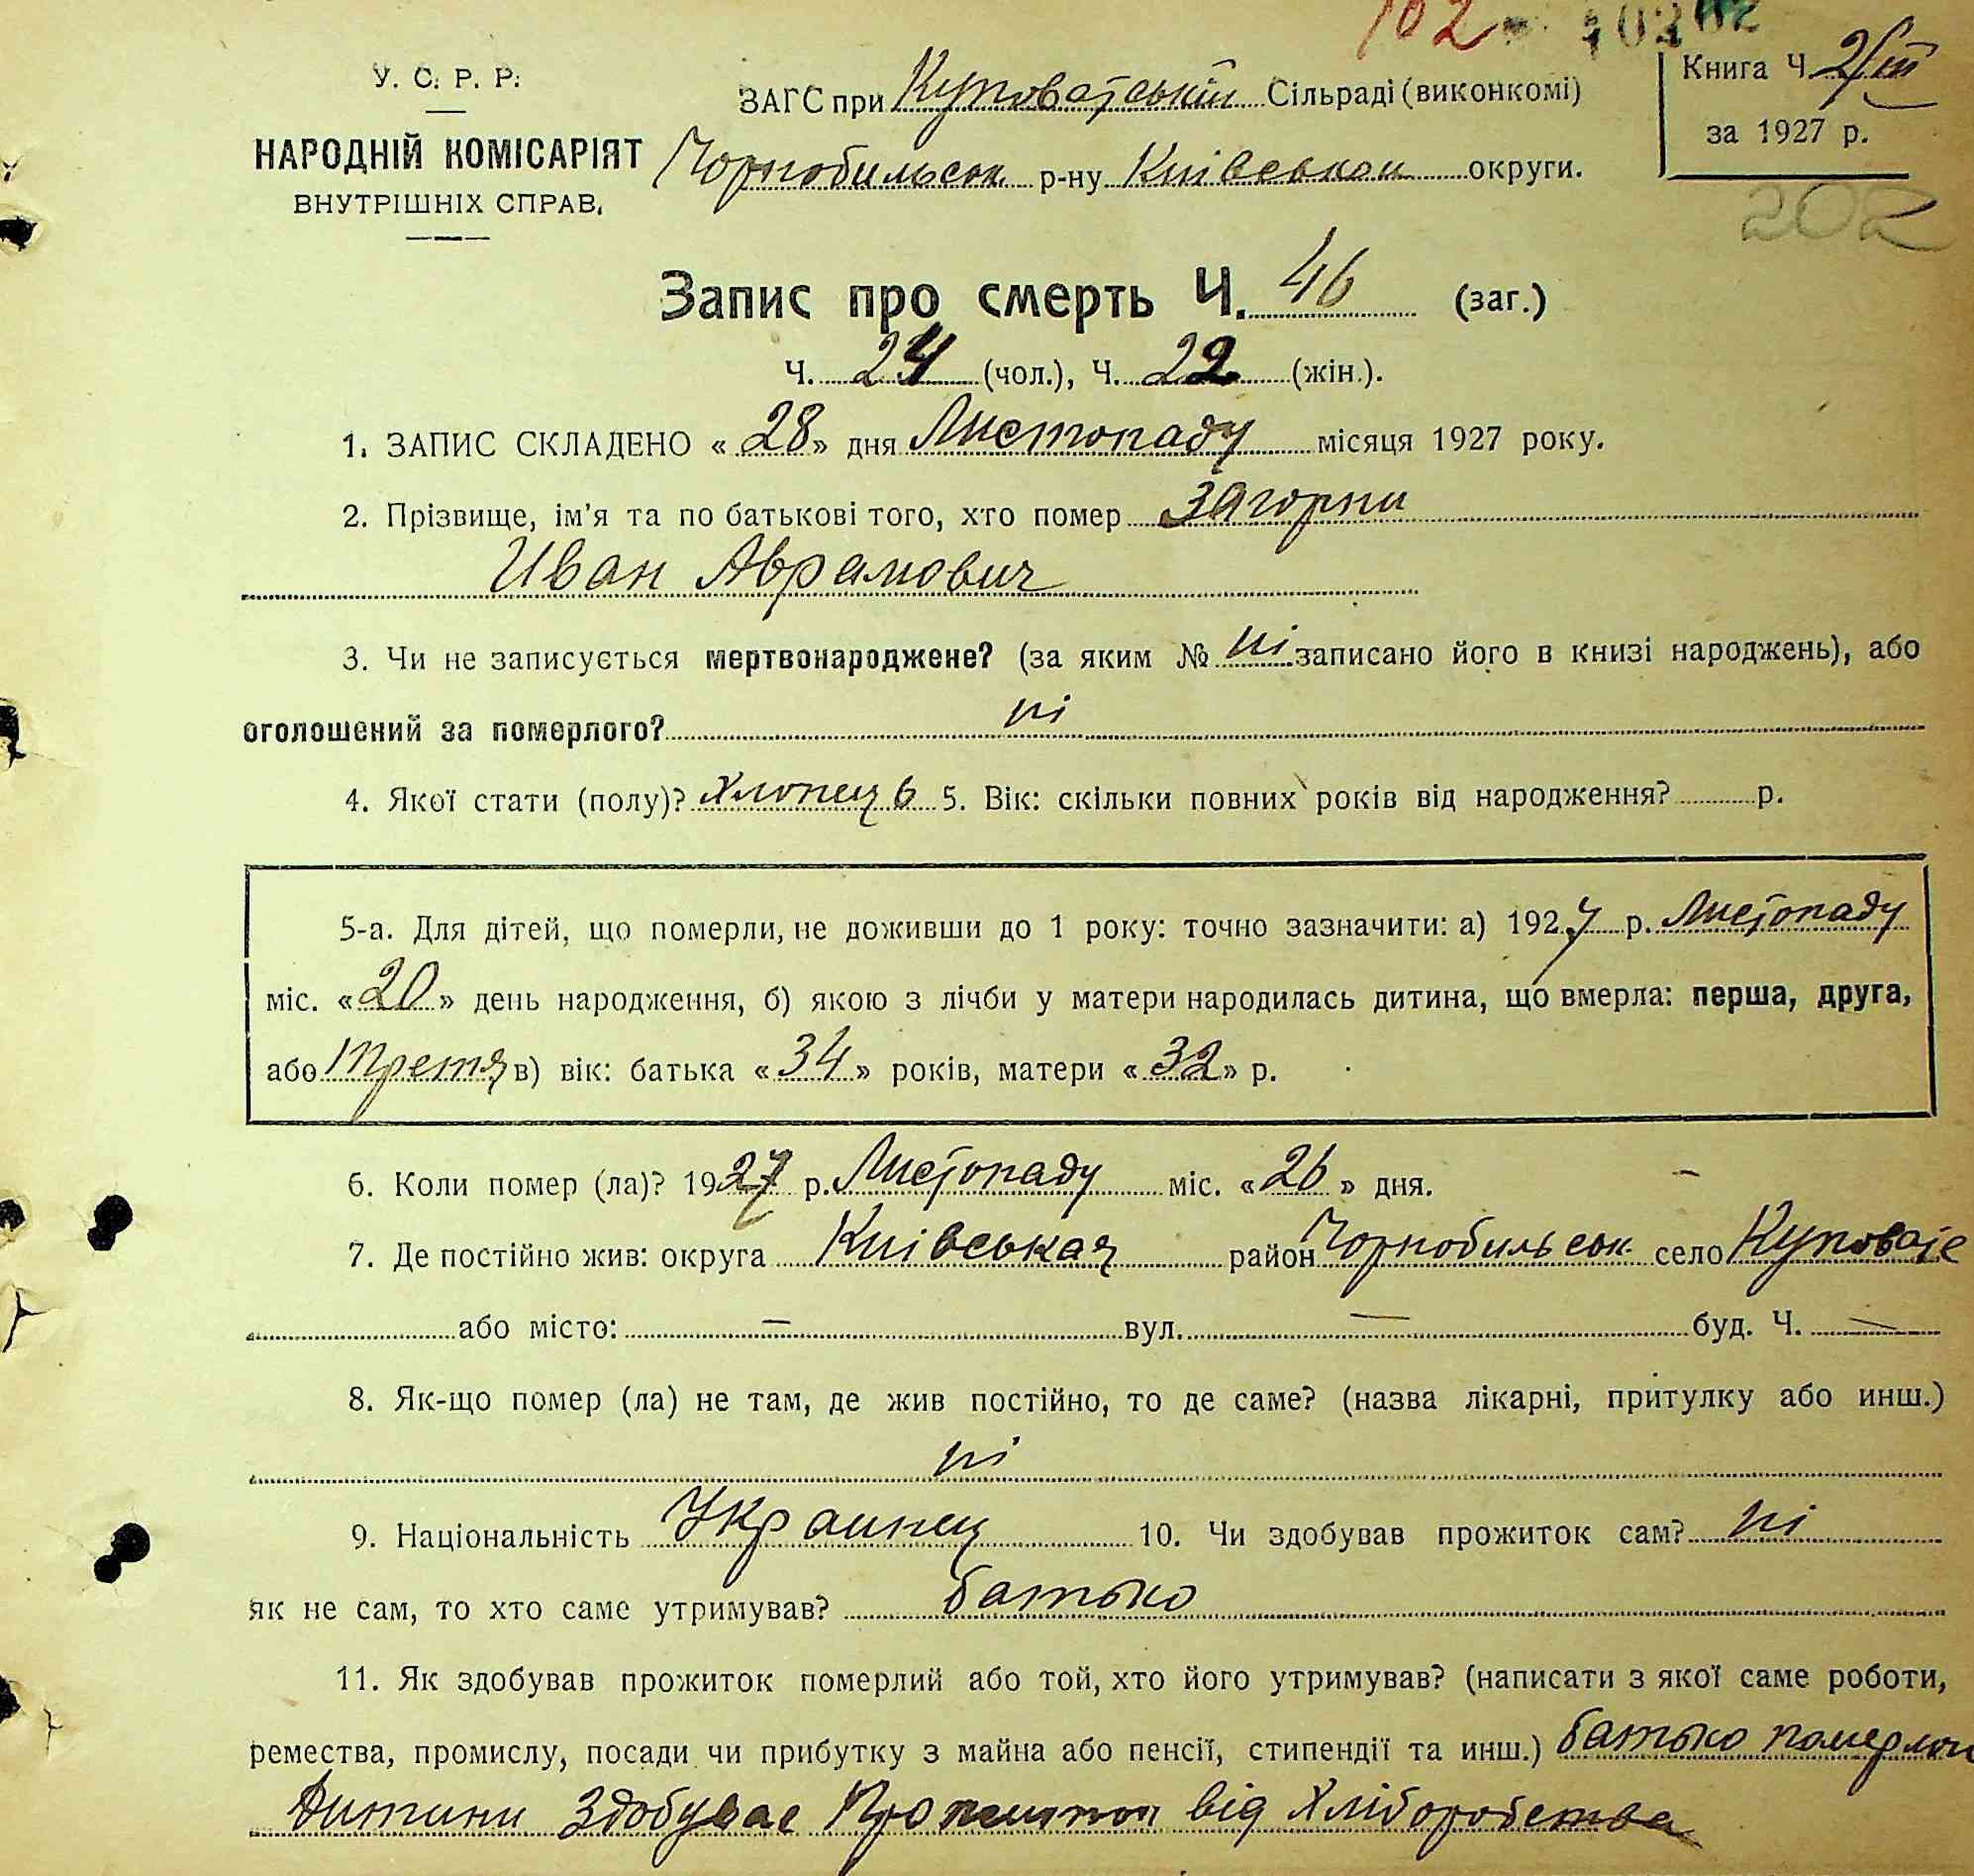 102
У. С. Р. Р.
НАРОДНІЙ КОМІСАРІЯТ
ВНУТРІШНІХ СПРАВ.
ЗАГС при Куповатській Сільраді (виконкомі)
Чорнобильськ. р-ну Киівськои округи.
Книга Ч. 2/III
за 1927 р.
202
Запис про смерть Ч. 46 (заг.)
Ч. 24 (чол.), Ч. 22 (жін.).
1. ЗАПИС СКЛАДЕНО « 28 » дня Листопаду місяця 1927 року.
2. Прізвище, ім'я та по батькові того, хто помер Загорни
Иван Аврамович
3. Чи не записується мертвонароджене? (за яким № ні записано його в книзі народжень), або
оголошений за померлого? ні
4. Якої стати (полу)? Хлопець 5. Вік: скільки повних років від народження? р.
5-а. Для дітей, що померли, не доживши до 1 року: точно зазначити: а) 1927 р. Листопаду
міс. « 20 » день народження, б) якою з лічби у матери народилась дитина, що вмерла: перша, друга,
або третя в) вік: батька « 34 » років, матери « 32 » р.
6. Коли помер (ла)? 1927 р. Листопаду міс. « 26 » дня.
7. Де постійно жив: округа Киівськая район Чорнобильськ. село Куповате
або місто: — вул. — буд. Ч. —
8. Як-що помер (ла) не там, де жив постійно, то де саме? (назва лікарні, притулку або инш.)
ні
9. Національність Украинец 10. Чи здобував прожиток сам? ні
як не сам, то хто саме утримував? батько
11. Як здобував прожиток померлий або той, хто його утримував? (написати з якої саме роботи,
ремества, промислу, посади чи прибутку з майна або пенсії, стипендії та инш.) батько померлои
Дитини Здобувае Прожиток від Хліборобства